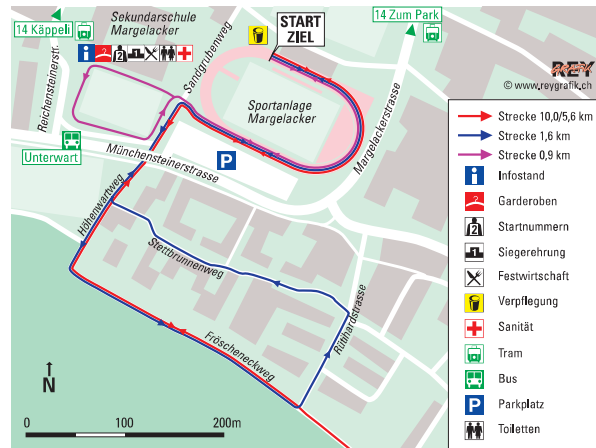 14 Käppeli
Sekundarschule
Margelacker
START
ZIEL
14 Zum Park
© www.reygrafik.ch
Reichensteinerstr.
Sandgrubenweg
Sportanlage
Margelacker
Margelackerstrasse
Unterwart
Münchensteinerstrasse
P
Höhenwartweg
Stettbrunnenweg
Rütihardstrasse
Fröscheneckweg
N
0 100 200m
Strecke 10,0/5,6 km
Strecke 1,6 km
Strecke 0,9 km
i Infostand
Garderoben
2 Startnummern
1 Siegerehrung
Festwirtschaft
Verpflegung
Sanität
Tram
Bus
P Parkplatz
Toiletten